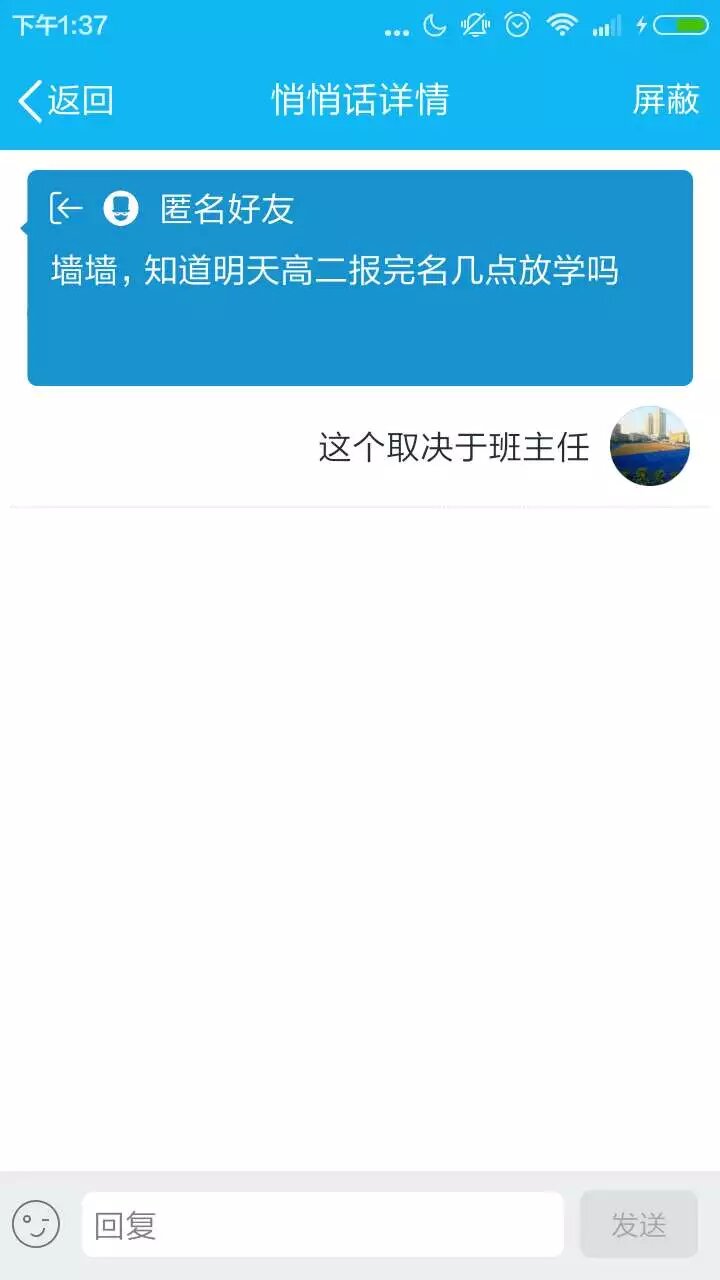 下午1:37
返回
悄悄话详情
屏蔽
匿名好友
墙墙，知道明天高二报完名几点放学吗
这个取决于班主任
回复
发送